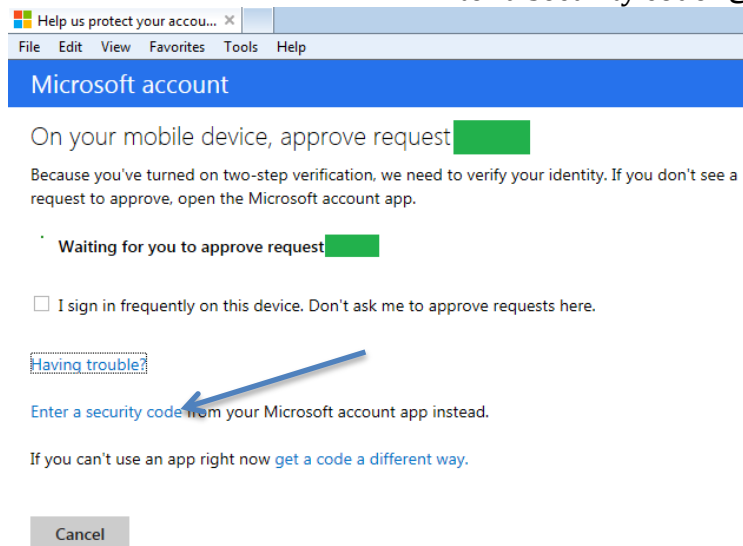 Help us protect your accou...
File Edit View Favorites Tools Help
Microsoft account
On your mobile device, approve request
Because you've turned on two-step verification, we need to verify your identity. If you don't see a
request to approve, open the Microsoft account app.
Waiting for you to approve request
I sign in frequently on this device. Don't ask me to approve requests here.
Having trouble?
Enter a security code from your Microsoft account app instead.
If you can't use an app right now get a code a different way.
Cancel